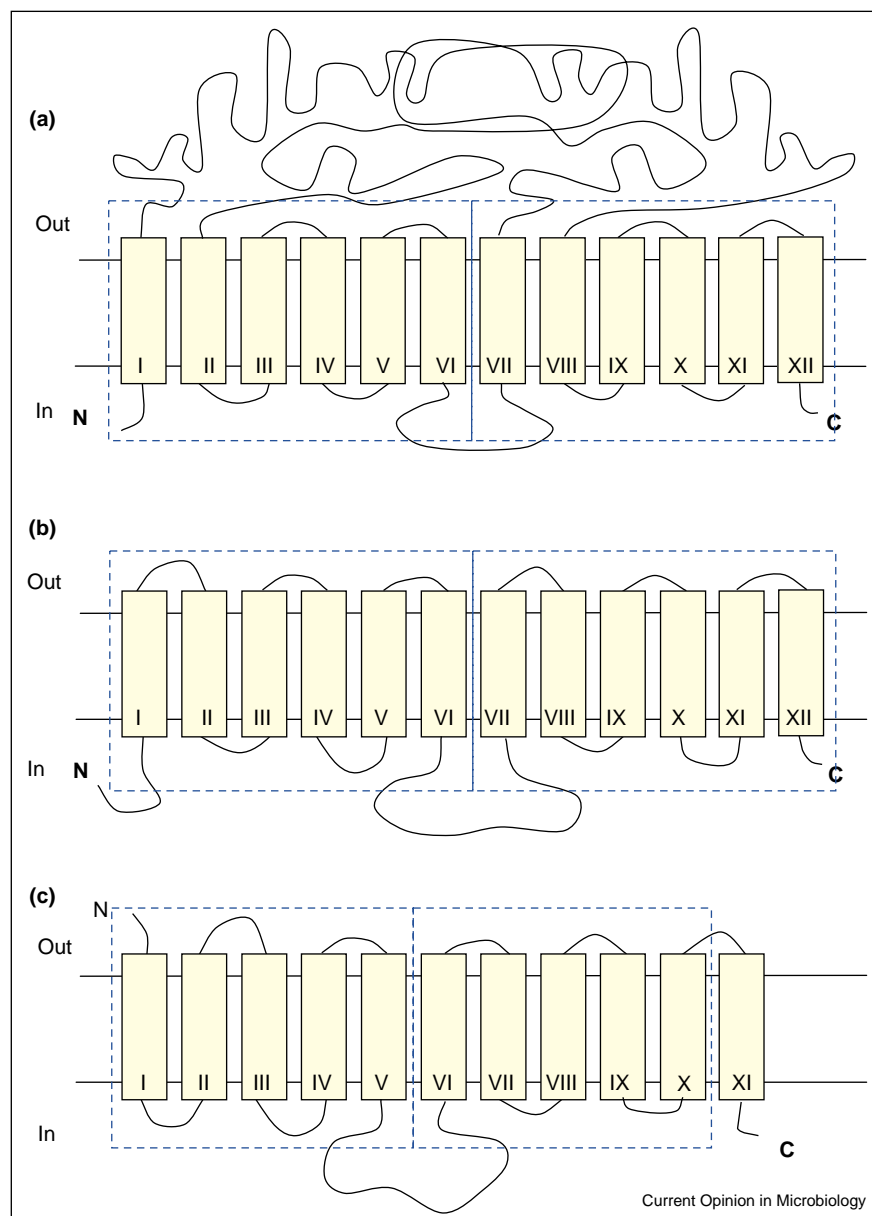 (a)
Out
I II III IV V VI VII VIII IX X XI XII
In N C
(b)
Out
I II III IV V VI VII VIII IX X XI XII
In N C
(c)
N
Out
I II III IV V VI VII VIII IX X XI
In C
Current Opinion in Microbiology